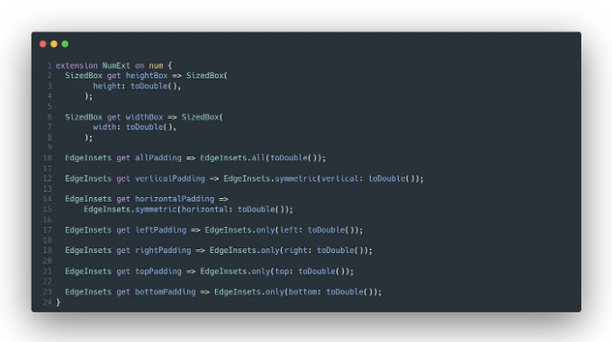 1 extension NumExt on num {
2   SizedBox get heightBox => SizedBox(
3         height: toDouble(),
4       );
5
6   SizedBox get widthBox => SizedBox(
7         width: toDouble(),
8       );
9
10   EdgeInsets get allPadding => EdgeInsets.all(toDouble());
11
12   EdgeInsets get verticalPadding => EdgeInsets.symmetric(vertical: toDouble());
13
14   EdgeInsets get horizontalPadding =>
15       EdgeInsets.symmetric(horizontal: toDouble());
16
17   EdgeInsets get leftPadding => EdgeInsets.only(left: toDouble());
18
19   EdgeInsets get rightPadding => EdgeInsets.only(right: toDouble());
20
21   EdgeInsets get topPadding => EdgeInsets.only(top: toDouble());
22
23   EdgeInsets get bottomPadding => EdgeInsets.only(bottom: toDouble());
24 }